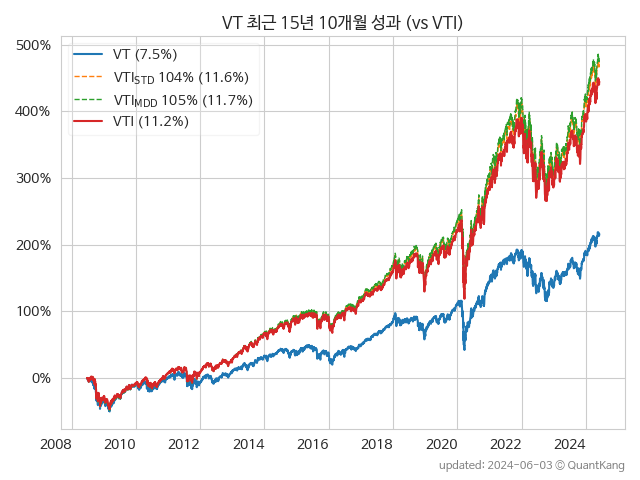 VT 최근 15년 10개월 성과 (vs VTI)
VT (7.5%)
VTI_STD 104% (11.6%)
VTI_MDD 105% (11.7%)
VTI (11.2%)
500%
400%
300%
200%
100%
0%
2008 2010 2012 2014 2016 2018 2020 2022 2024
updated: 2024-06-03 © QuantKang